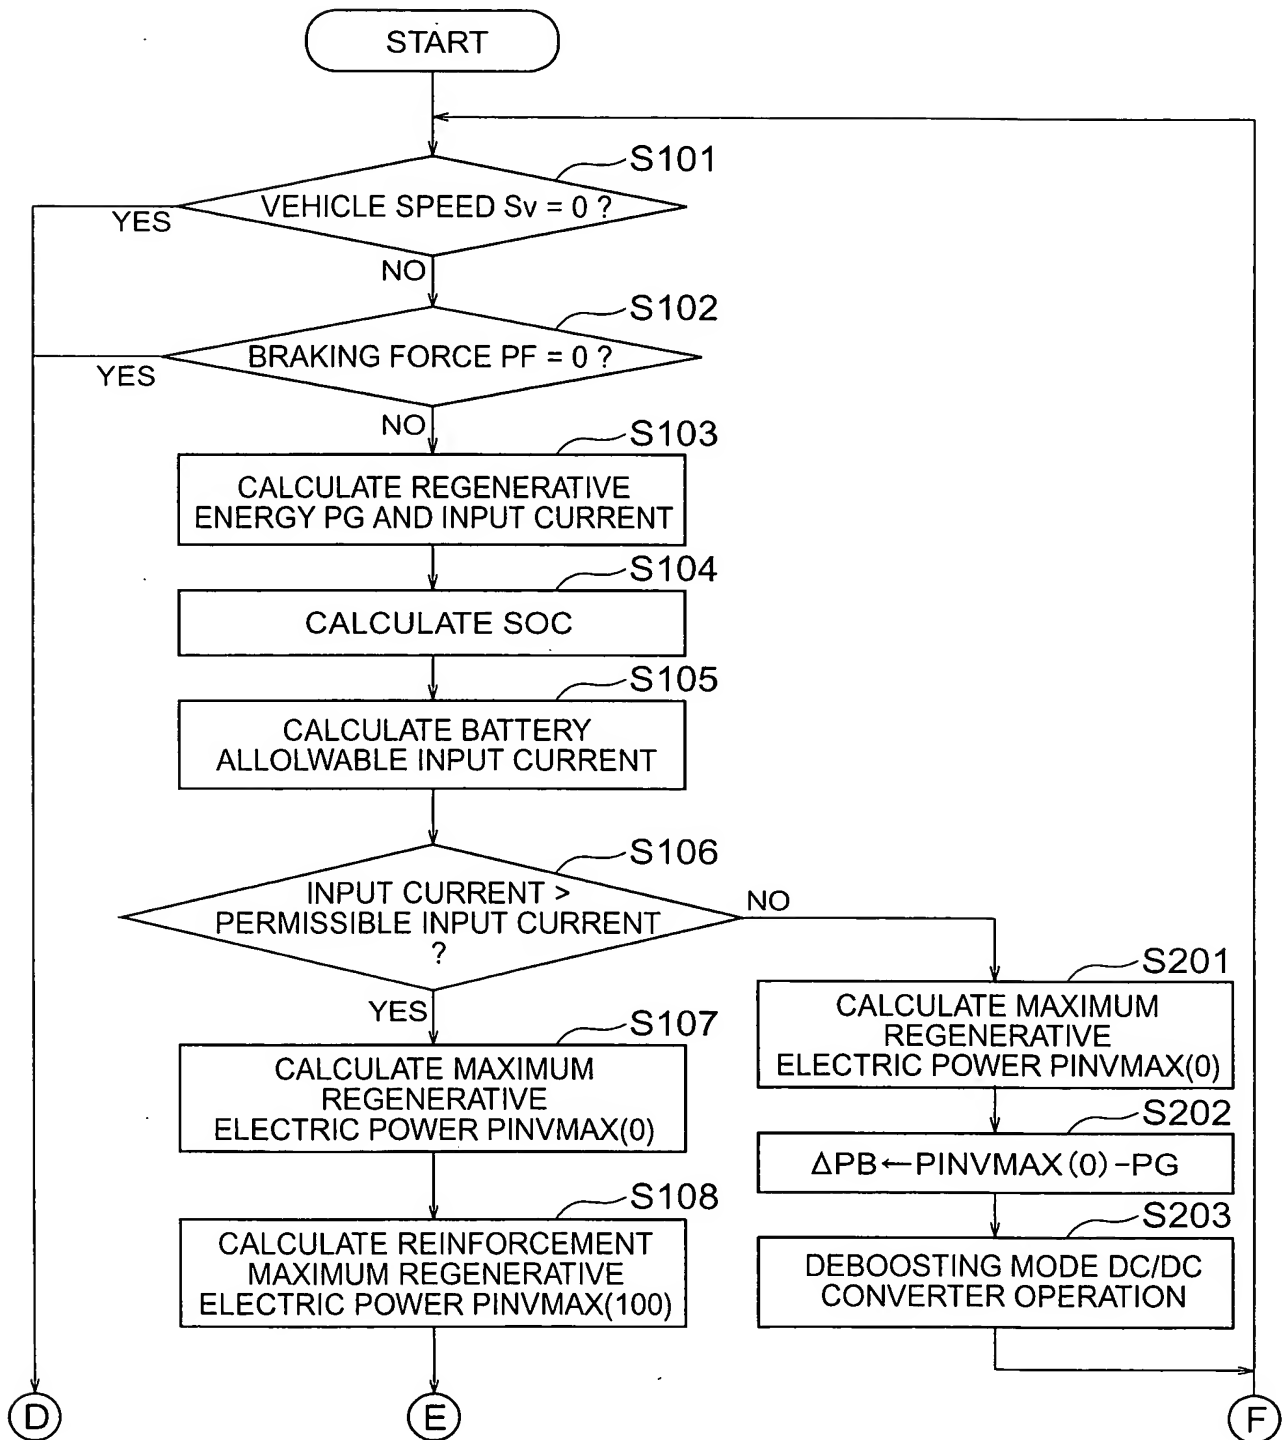 START
S101
VEHICLE SPEED Sv = 0 ?
YES
NO
S102
BRAKING FORCE PF = 0 ?
YES
NO
S103
CALCULATE REGENERATIVE
ENERGY PG AND INPUT CURRENT
S104
CALCULATE SOC
S105
CALCULATE BATTERY
ALLOLWABLE INPUT CURRENT
S106
INPUT CURRENT >
PERMISSIBLE INPUT CURRENT
?
NO
YES
S107
CALCULATE MAXIMUM
REGENERATIVE
ELECTRIC POWER PINVMAX(0)
S108
CALCULATE REINFORCEMENT
MAXIMUM REGENERATIVE
ELECTRIC POWER PINVMAX(100)
S201
CALCULATE MAXIMUM
REGENERATIVE
ELECTRIC POWER PINVMAX(0)
S202
ΔPB←PINVMAX(0)-PG
S203
DEBOOSTING MODE DC/DC
CONVERTER OPERATION
D
E
F